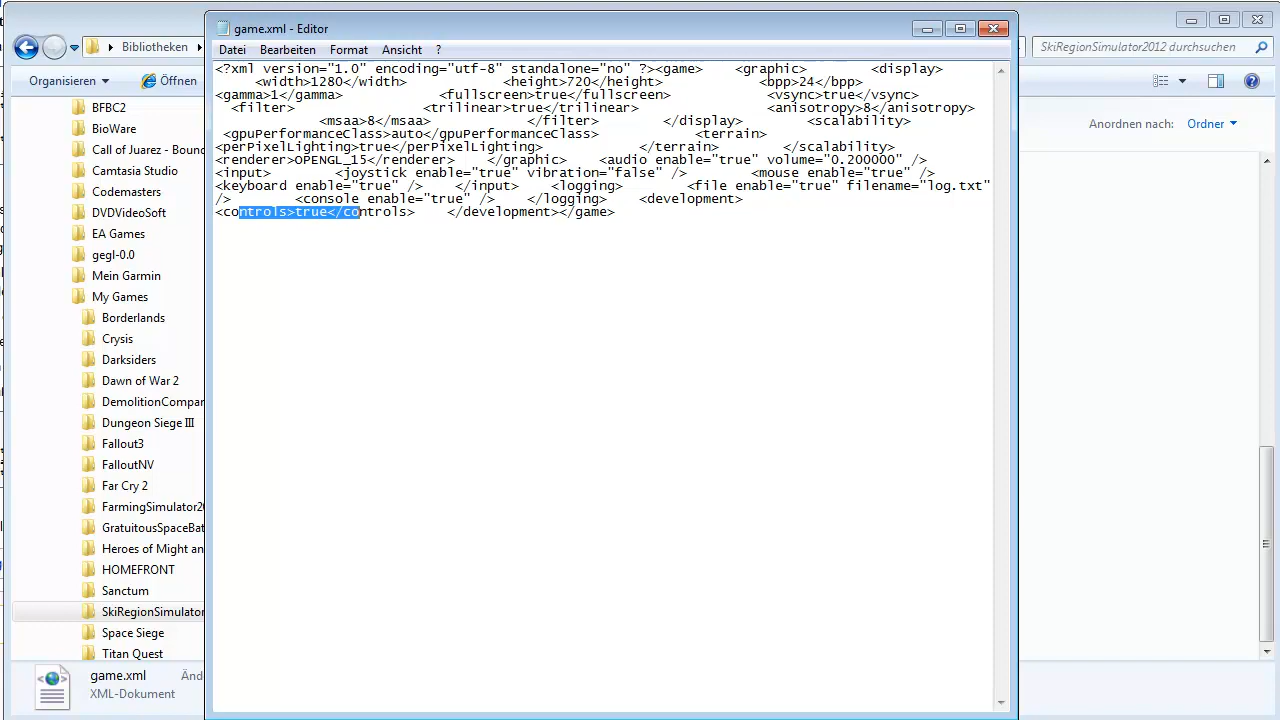 game.xml - Editor
Bibliotheken
SkiRegionSimulator2012 durchsuchen
Datei Bearbeiten Format Ansicht ?
Organisieren Öffnen
Anordnen nach: Ordner
<?xml version="1.0" encoding="utf-8" standalone="no" ?><game> <graphic> <display>
<width>1280</width> <height>720</height> <bpp>24</bpp>
<gamma>1</gamma> <fullscreen>true</fullscreen> <vsync>true</vsync>
<filter> <trilinear>true</trilinear> <anisotropy>8</anisotropy>
<msaa>8</msaa> </filter> </display> <scalability>
<gpuPerformanceClass>auto</gpuPerformanceClass> <terrain>
<perPixelLighting>true</perPixelLighting> </terrain> </scalability>
<renderer>OPENGL_15</renderer> </graphic> <audio enable="true" volume="0.200000" />
<input> <joystick enable="true" vibration="false" /> <mouse enable="true" />
<keyboard enable="true" /> </input> <logging> <file enable="true" filename="log.txt"
/> <console enable="true" /> </logging> <development>
<controls>true</controls> </development></game>
BFBC2
BioWare
Call of Juarez - Boun
Camtasia Studio
Codemasters
DVDVideoSoft
EA Games
gegl-0.0
Mein Garmin
My Games
Borderlands
Crysis
Darksiders
Dawn of War 2
DemolitionCompar
Dungeon Siege III
Fallout3
FalloutNV
Far Cry 2
FarmingSimulator20
GratuitousSpaceBat
Heroes of Might an
HOMEFRONT
Sanctum
SkiRegionSimulator
Space Siege
Titan Quest
game.xml Änd
XML-Dokument